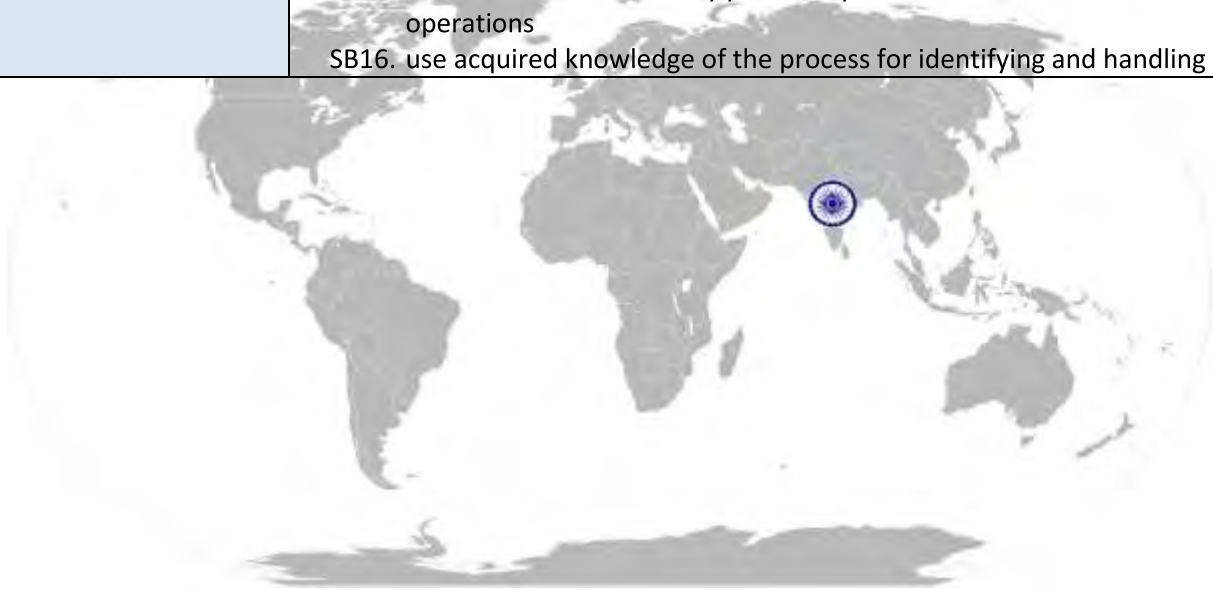 operations
SB16. use acquired knowledge of the process for identifying and handling